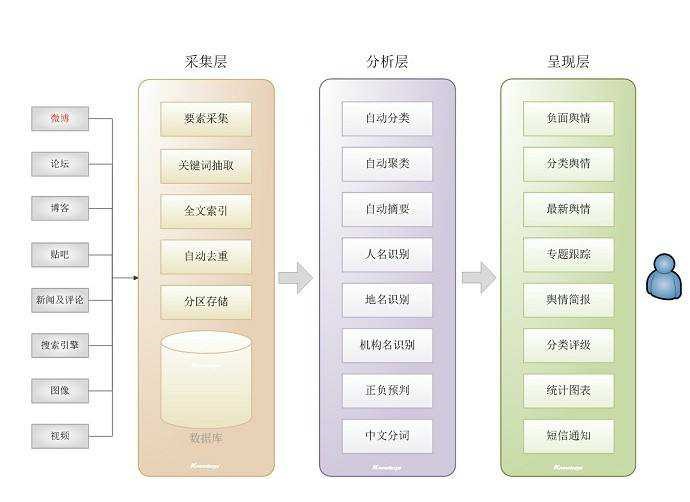 采集层
分析层
呈现层
微博
论坛
博客
贴吧
新闻及评论
搜索引擎
图像
视频
要素采集
关键词抽取
全文索引
自动去重
分区存储
数据库
自动分类
自动聚类
自动摘要
人名识别
地名识别
机构名识别
正负预判
中文分词
负面舆情
分类舆情
最新舆情
专题跟踪
舆情简报
分类评级
统计图表
短信通知